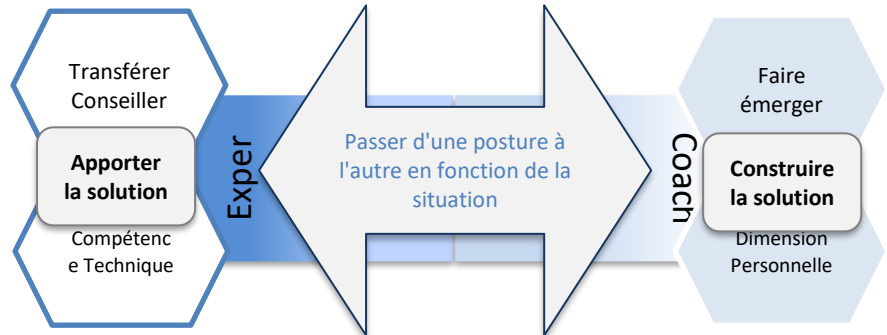 Transférer
Conseiller
Apporter
la solution
Compétenc
e Technique
Exper
Passer d'une posture à
l'autre en fonction de la
situation
Coach
Faire
émerger
Construire
la solution
Dimension
Personnelle